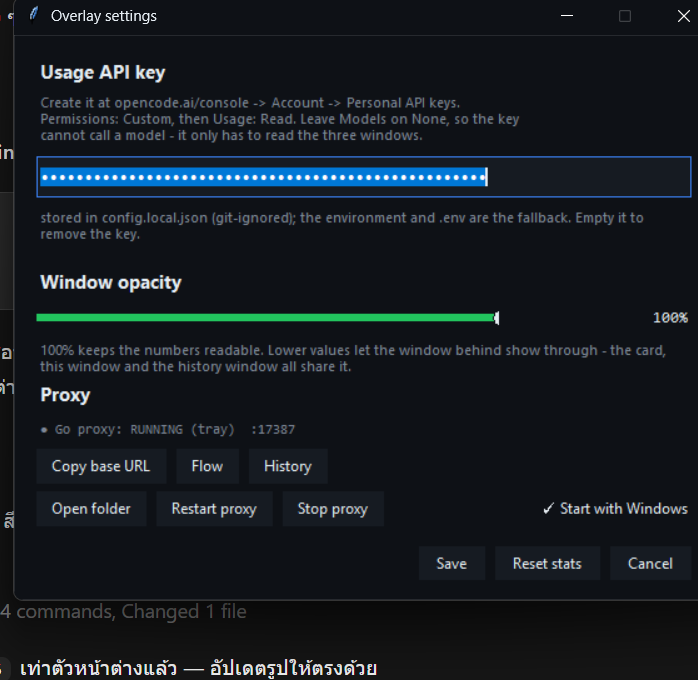 Overlay settings
Usage API key
Create it at opencode.ai/console -> Account -> Personal API keys.
Permissions: Custom, then Usage: Read. Leave Models on None, so the key
cannot call a model - it only has to read the three windows.
stored in config.local.json (git-ignored); the environment and .env are the fallback. Empty it to
remove the key.
Window opacity
100%
100% keeps the numbers readable. Lower values let the window behind show through - the card,
this window and the history window all share it.
Proxy
● Go proxy: RUNNING (tray) :17387
Copy base URL Flow History
Open folder Restart proxy Stop proxy ✓ Start with Windows
Save Reset stats Cancel
4 commands, Changed 1 file
เท่าตัวหน้าต่างแล้ว — อัปเดตรูปให้ตรงด้วย